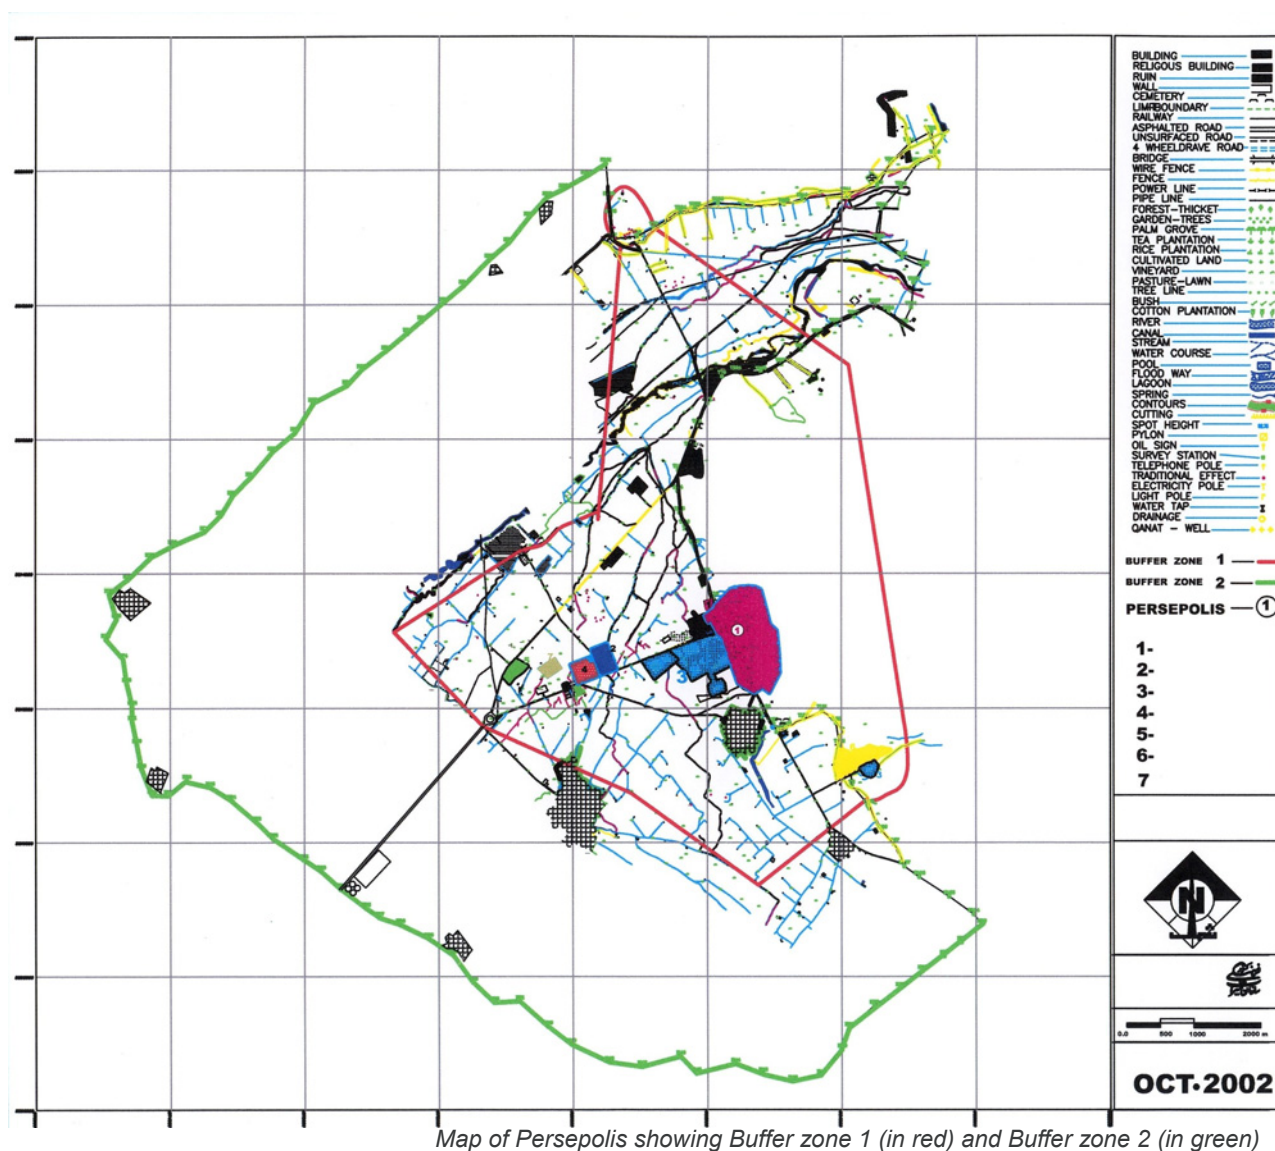 BUILDING
RELIGOUS BUILDING
RUIN
WALL
CEMETERY
LIMRBOUNDARY
RAILWAY
ASPHALTED ROAD
UNSURFACED ROAD
4 WHEELDRAVE ROAD
BRIDGE
WIRE FENCE
FENCE
POWER LINE
PIPE LINE
FOREST-THICKET
GARDEN-TREES
PALM GROVE
TEA PLANTATION
RICE PLANTATION
CULTIVATED LAND
VINEYARD
PASTURE-LAWN
TREE LINE
BUSH
COTTON PLANTATION
RIVER
CANAL
STREAM
WATER COURSE
POOL
FLOOD WAY
LAGOON
SPRING
CONTOURS
CUTTING
SPOT HEIGHT
PYLON
OIL SIGN
SURVEY STATION
TELEPHONE POLE
TRADITIONAL EFFECT
ELECTRICITY POLE
LIGHT POLE
WATER TAP
DRAINAGE
QANAT - WELL
BUFFER ZONE 1
BUFFER ZONE 2
PERSEPOLIS 1
1-
2-
3-
4-
5-
6-
7
1
2
3
4
N
0.0 500 1000 2000 m
OCT.2002
Map of Persepolis showing Buffer zone 1 (in red) and Buffer zone 2 (in green)